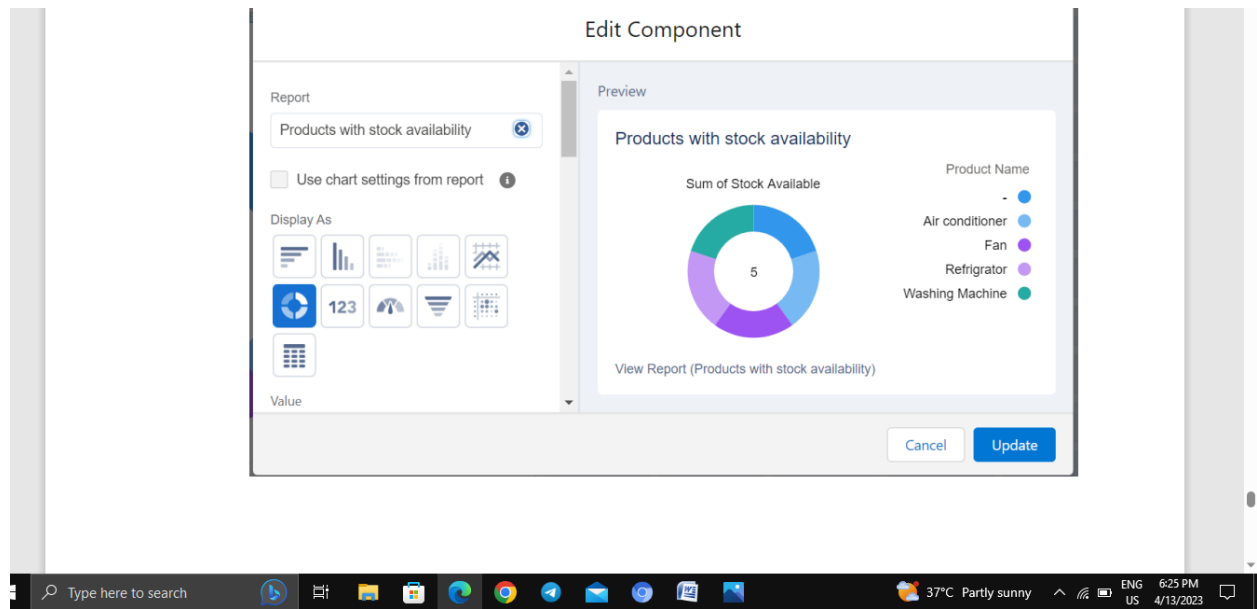 Edit Component
Report
Products with stock availability
Use chart settings from report
Display As
123
Value
Preview
Products with stock availability
Sum of Stock Available
5
Product Name
-
Air conditioner
Fan
Refrigrator
Washing Machine
View Report (Products with stock availability)
Cancel
Update
Type here to search
37°C Partly sunny
ENG
US
6:25 PM
4/13/2023